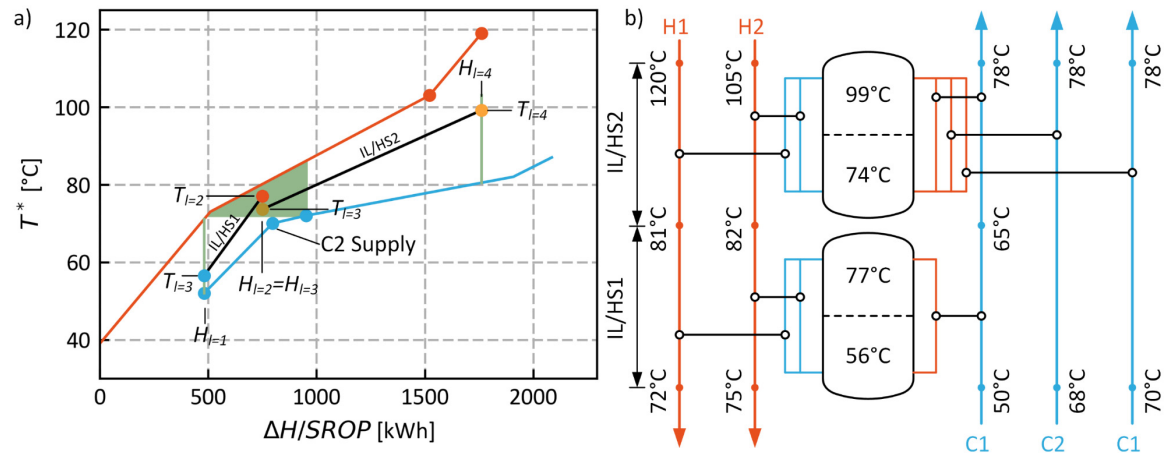 a)
120
100
80
60
40
T* [°C]
0
500
1000
1500
2000
ΔH/SROP [kWh]
H_{l=4}
T_{l=4}
IL/HS2
T_{l=2}
T_{l=3}
IL/HS1
C2 Supply
T_{l=3}
H_{l=2}=H_{l=3}
H_{l=1}
b)
H1
H2
120°C
105°C
99°C
74°C
78°C
78°C
78°C
IL/HS2
81°C
82°C
65°C
IL/HS1
77°C
56°C
72°C
75°C
50°C
68°C
70°C
C1
C2
C1